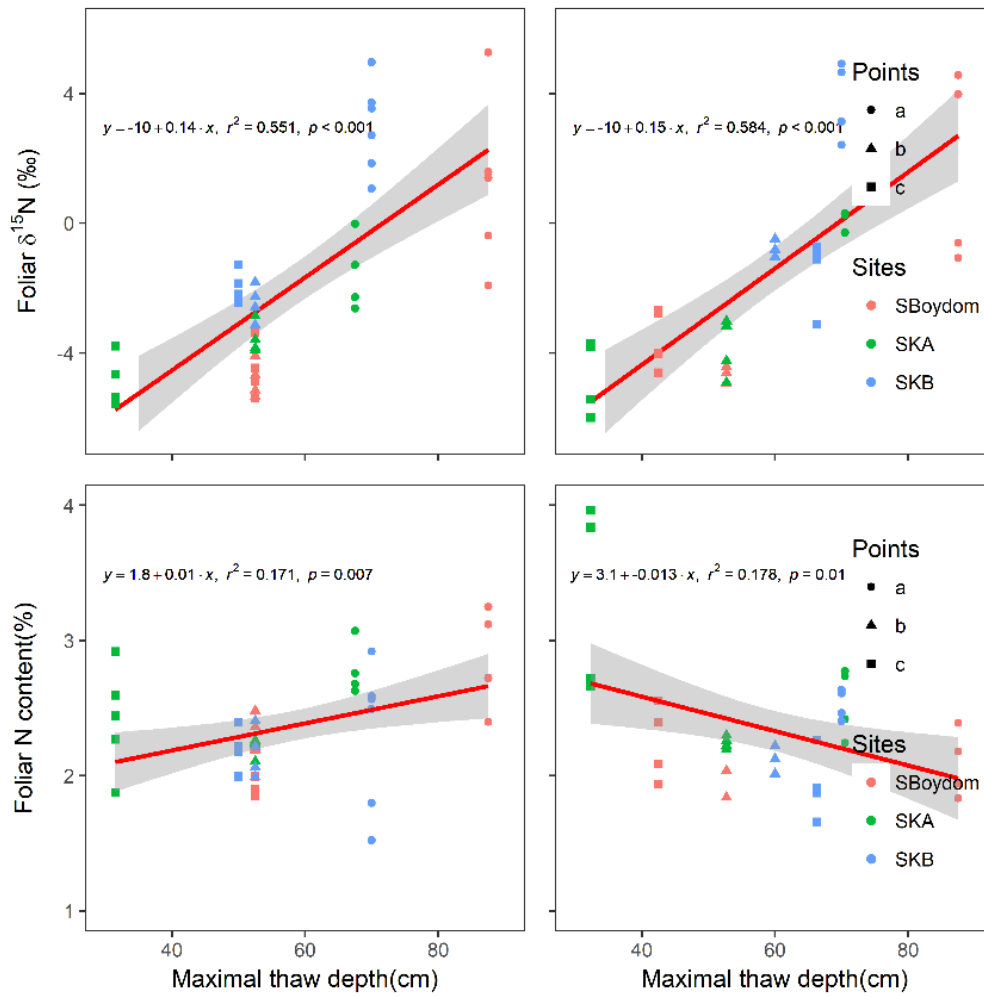 Foliar δ¹⁵N (‰)
4
0
-4
y = -10 + 0.14 · x, r² = 0.551, p < 0.001
y = -10 + 0.15 · x, r² = 0.584, p < 0.001
Points
a
b
c
Sites
SBoydom
SKA
SKB
Foliar N content(%)
4
3
2
1
y = 1.8 + 0.01 · x, r² = 0.171, p = 0.007
y = 3.1 + -0.013 · x, r² = 0.178, p = 0.01
Points
a
b
c
Sites
SBoydom
SKA
SKB
40 60 80
40 60 80
Maximal thaw depth(cm)
Maximal thaw depth(cm)